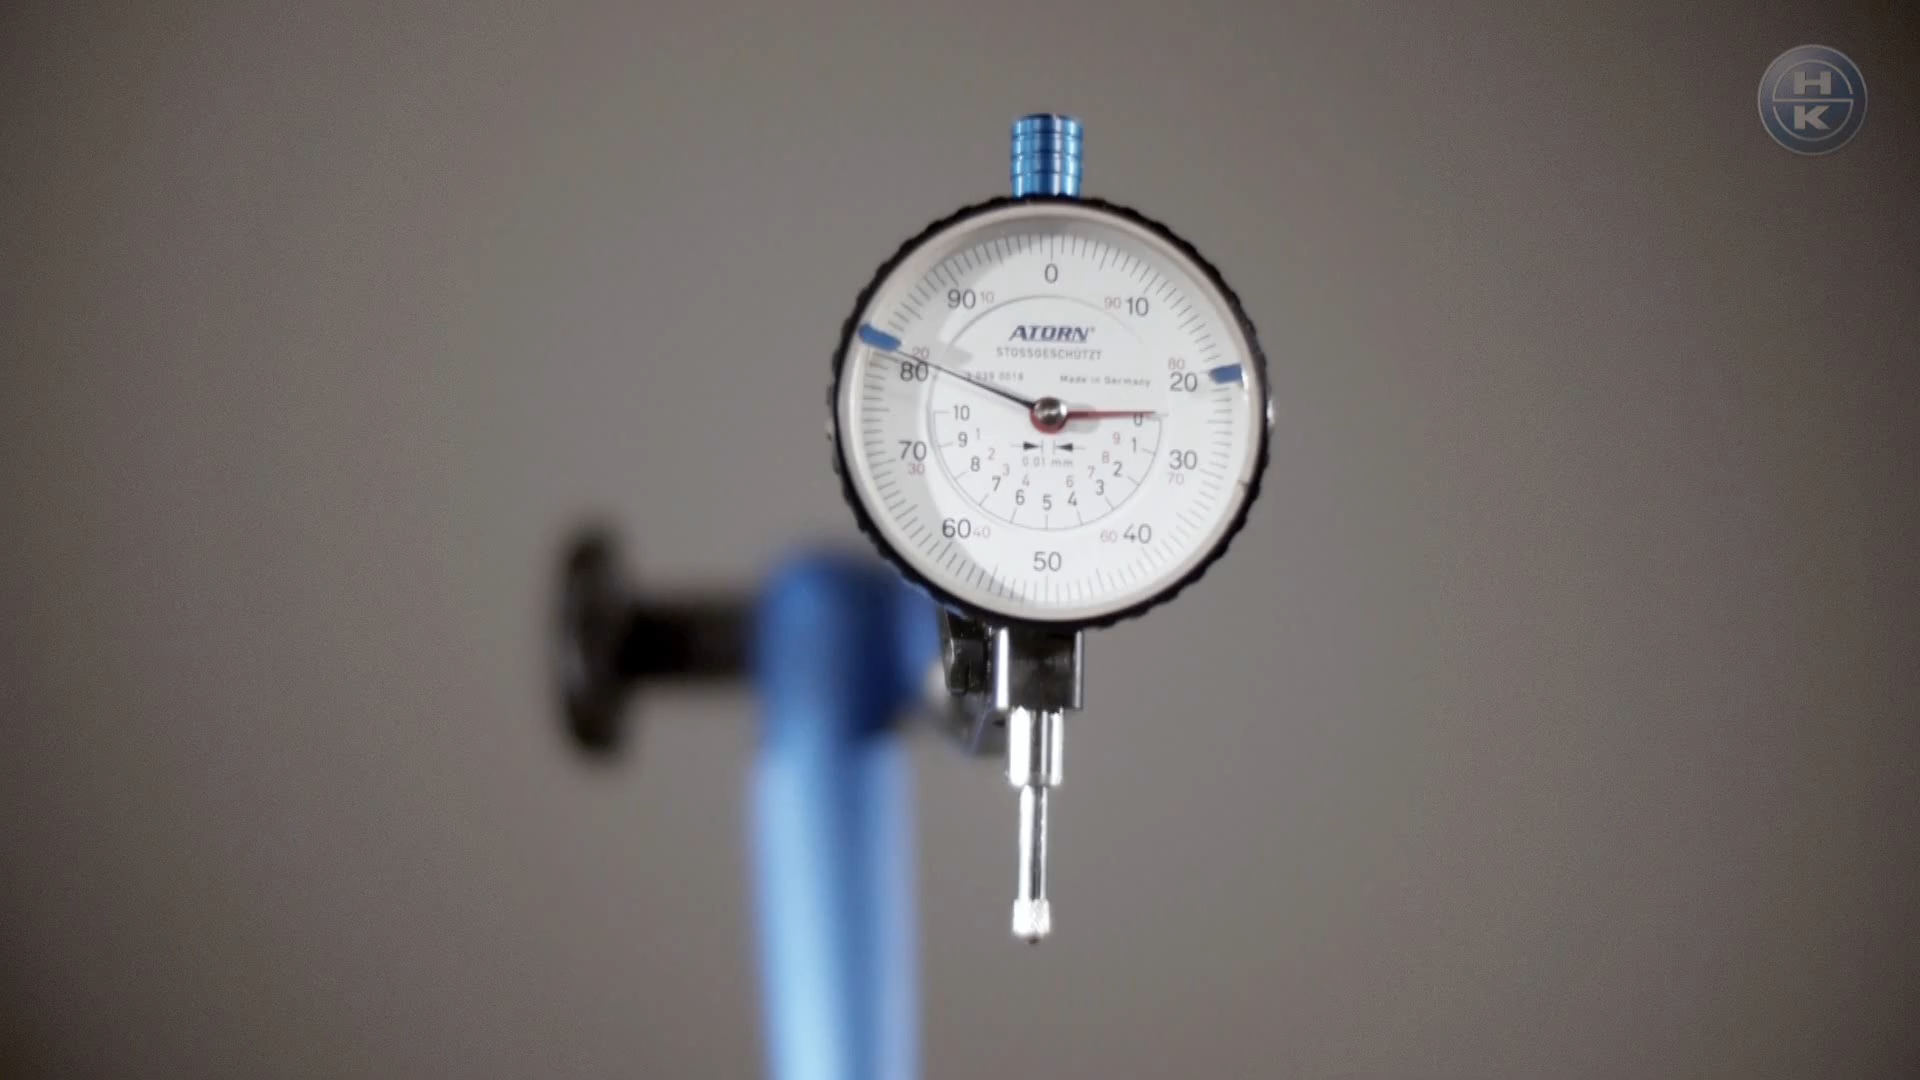 H
K
0
90 10 90 10
ATORN®
STOSSGESCHÜTZT
20 80
80 20
Made in Germany
10 0
9 1 9 1
8 2 8 2
0.01 mm
7 3 7 3
6 4 6 4
5
70 30
30 70
60 40 60 40
50